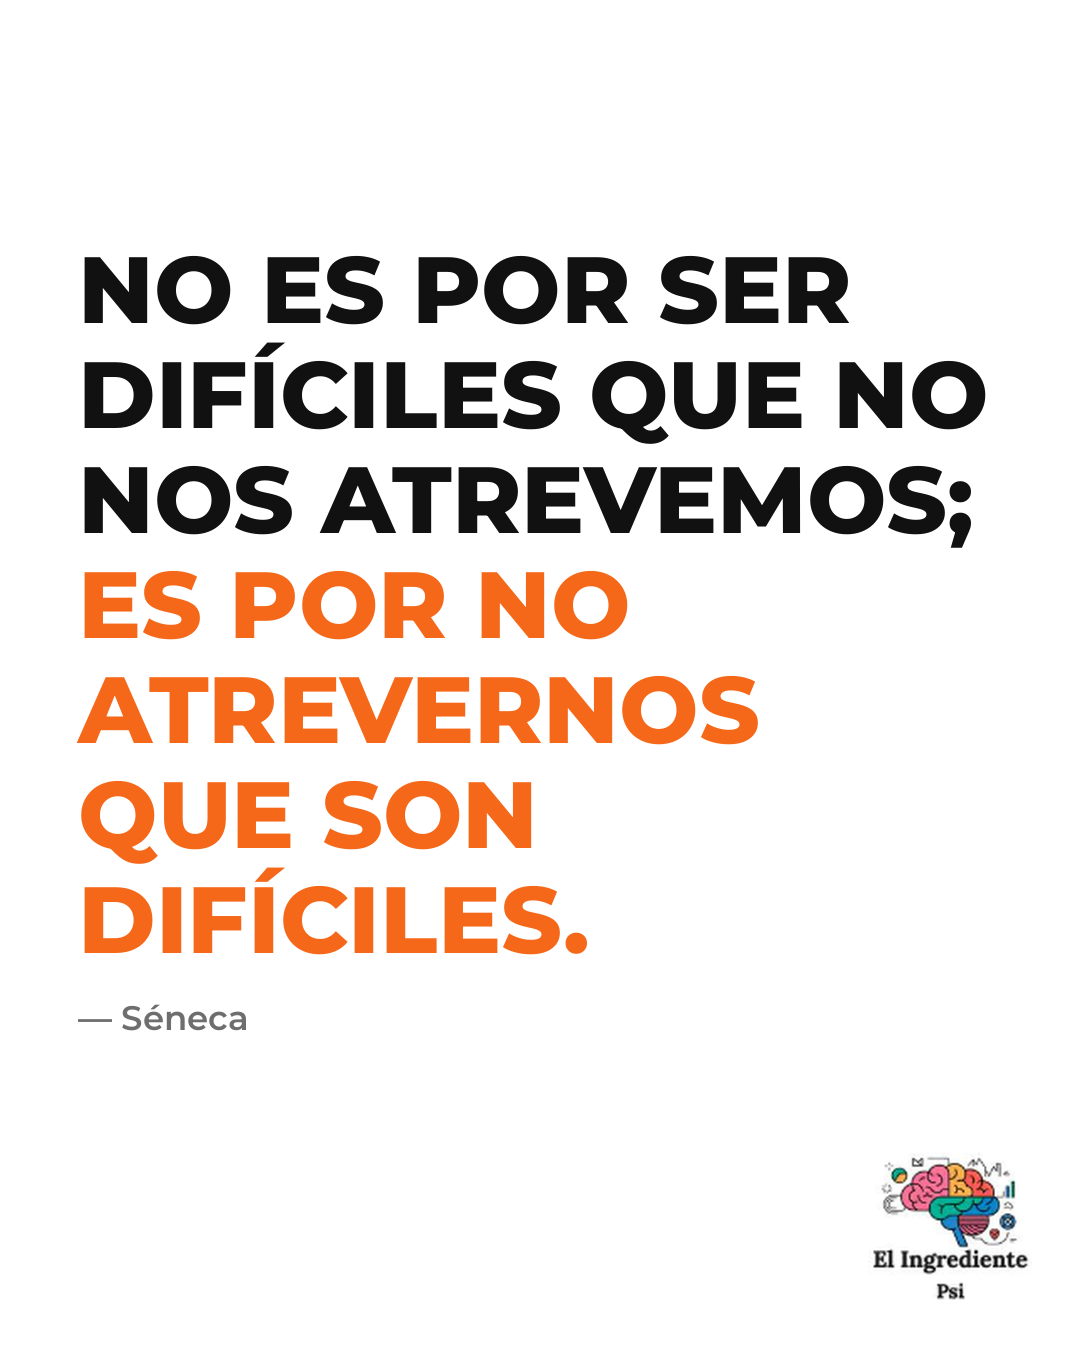 NO ES POR SER
DIFÍCILES QUE NO
NOS ATREVEMOS;
ES POR NO
ATREVERNOS
QUE SON
DIFÍCILES.
— Séneca
El Ingrediente
Psi